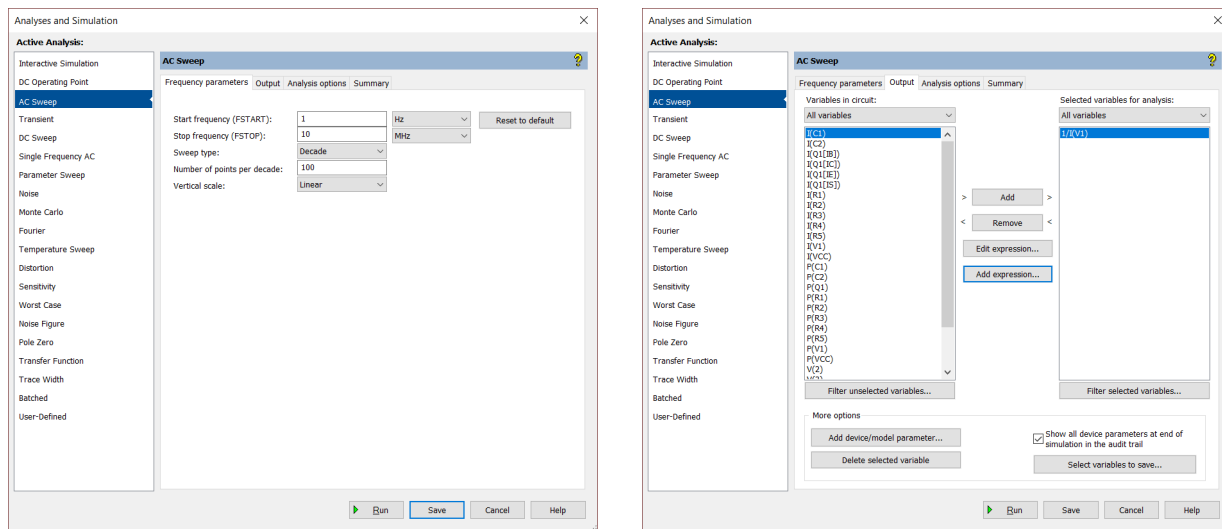 Analyses and Simulation
Active Analysis:
Interactive Simulation
DC Operating Point
AC Sweep
Transient
DC Sweep
Single Frequency AC
Parameter Sweep
Noise
Monte Carlo
Fourier
Temperature Sweep
Distortion
Sensitivity
Worst Case
Noise Figure
Pole Zero
Transfer Function
Trace Width
Batched
User-Defined
AC Sweep
Frequency parameters Output Analysis options Summary
Start frequency (FSTART): 1 Hz Reset to default
Stop frequency (FSTOP): 10 MHz
Sweep type: Decade
Number of points per decade: 100
Vertical scale: Linear
Run Save Cancel Help
Analyses and Simulation
Active Analysis:
Interactive Simulation
DC Operating Point
AC Sweep
Transient
DC Sweep
Single Frequency AC
Parameter Sweep
Noise
Monte Carlo
Fourier
Temperature Sweep
Distortion
Sensitivity
Worst Case
Noise Figure
Pole Zero
Transfer Function
Trace Width
Batched
User-Defined
AC Sweep
Frequency parameters Output Analysis options Summary
Variables in circuit:
All variables
I(C1)
I(C2)
I(Q1[IB])
I(Q1[IC])
I(Q1[IE])
I(Q1[IS])
I(R1)
I(R2)
I(R3)
I(R4)
I(R5)
I(V1)
I(VCC)
P(C1)
P(C2)
P(Q1)
P(R1)
P(R2)
P(R3)
P(R4)
P(R5)
P(V1)
P(VCC)
V(2)
Filter unselected variables...
> Add >
< Remove <
Edit expression...
Add expression...
Selected variables for analysis:
All variables
1/I(V1)
Filter selected variables...
More options
Add device/model parameter...
Delete selected variable
Show all device parameters at end of
simulation in the audit trail
Select variables to save...
Run Save Cancel Help